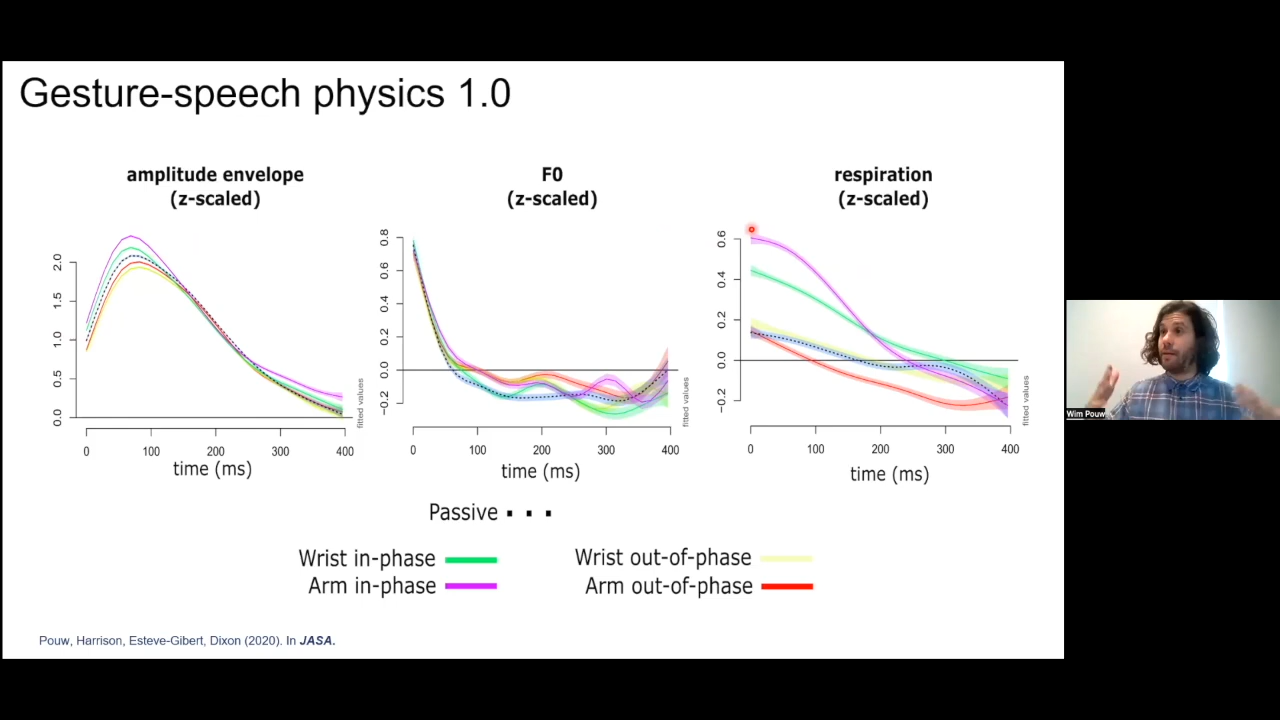 Gesture-speech physics 1.0
amplitude envelope
(z-scaled)
F0
(z-scaled)
respiration
(z-scaled)
2.0
1.5
1.0
0.5
0.0
0 100 200 300 400
time (ms)
fitted values
0.8
0.6
0.4
0.2
0.0
−0.2
0 100 200 300 400
time (ms)
fitted values
0.6
0.4
0.2
0.0
−0.2
0 100 200 300 400
time (ms)
fitted values
Passive
Wrist in-phase
Wrist out-of-phase
Arm in-phase
Arm out-of-phase
Pouw, Harrison, Esteve-Gibert, Dixon (2020). In JASA.
Wim Pouw